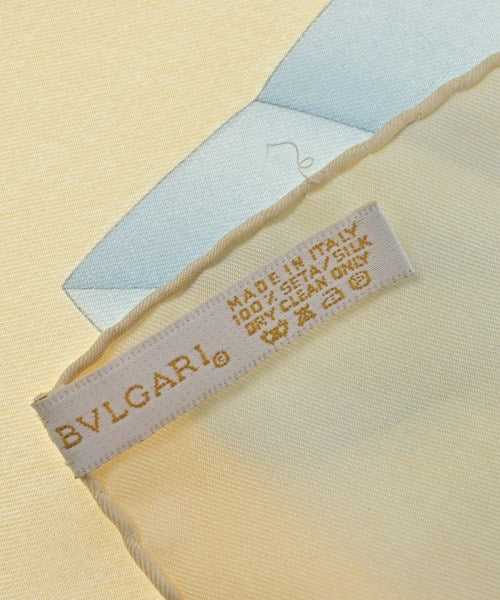 BVLGARI©
MADE IN ITALY
100% SETA/SILK
DRY CLEAN ONLY